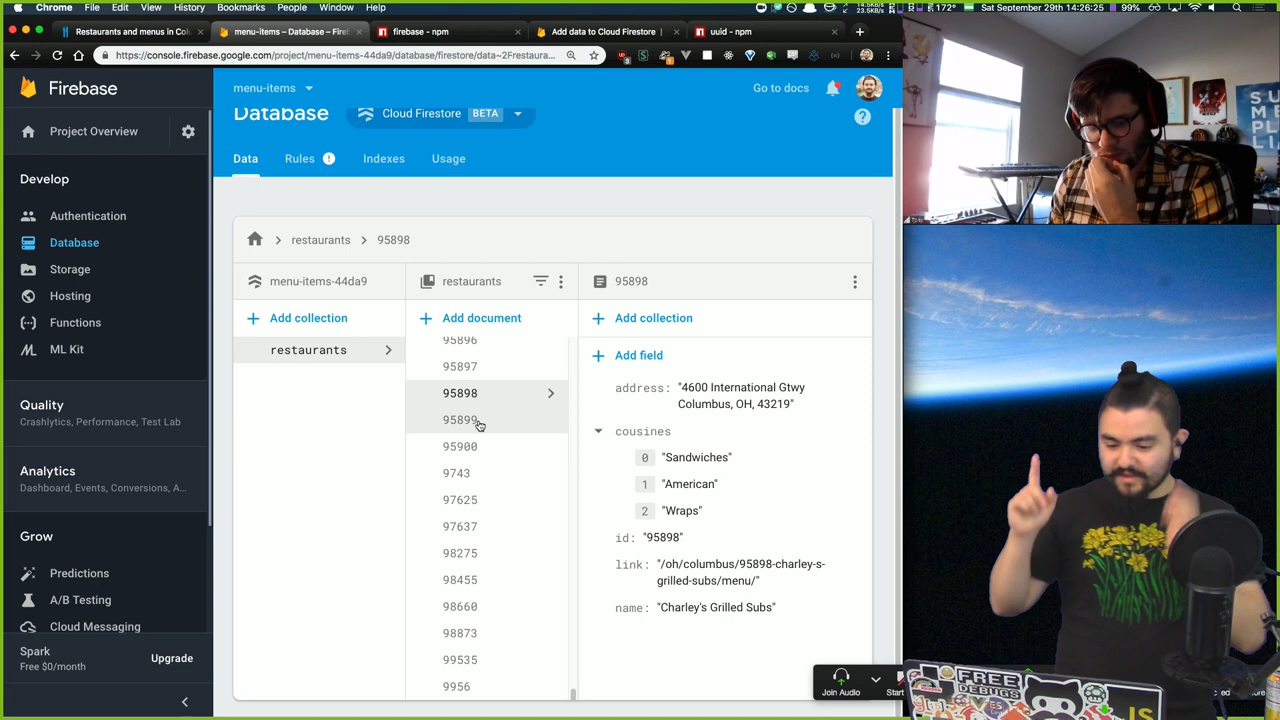 Chrome File Edit View History Bookmarks People Window Help
172° Sat September 29th 14:26:25 99%
Restaurants and menus in Col
menu-items – Database – Fireb
firebase - npm
Add data to Cloud Firestore
uuid - npm
https://console.firebase.google.com/project/menu-items-44da9/database/firestore/data~2Frestaura...
Firebase
menu-items
Go to docs
Database
Cloud Firestore BETA
Project Overview
Data Rules Indexes Usage
Develop
Authentication
Database
Storage
Hosting
Functions
ML Kit
Quality
Crashlytics, Performance, Test Lab
Analytics
Dashboard, Events, Conversions, A...
Grow
Predictions
A/B Testing
Cloud Messaging
Spark
Free $0/month
Upgrade
restaurants > 95898
menu-items-44da9
restaurants
95898
+ Add collection
+ Add document
+ Add collection
restaurants
95896
95897
95898
95899
95900
9743
97625
97637
98275
98455
98660
98873
99535
9956
+ Add field
address: "4600 International Gtwy
Columbus, OH, 43219"
cousines
0 "Sandwiches"
1 "American"
2 "Wraps"
id: "95898"
link: "/oh/columbus/95898-charley-s-
grilled-subs/menu/"
name: "Charley's Grilled Subs"
Join Audio
FREE
DEBUGS
JS